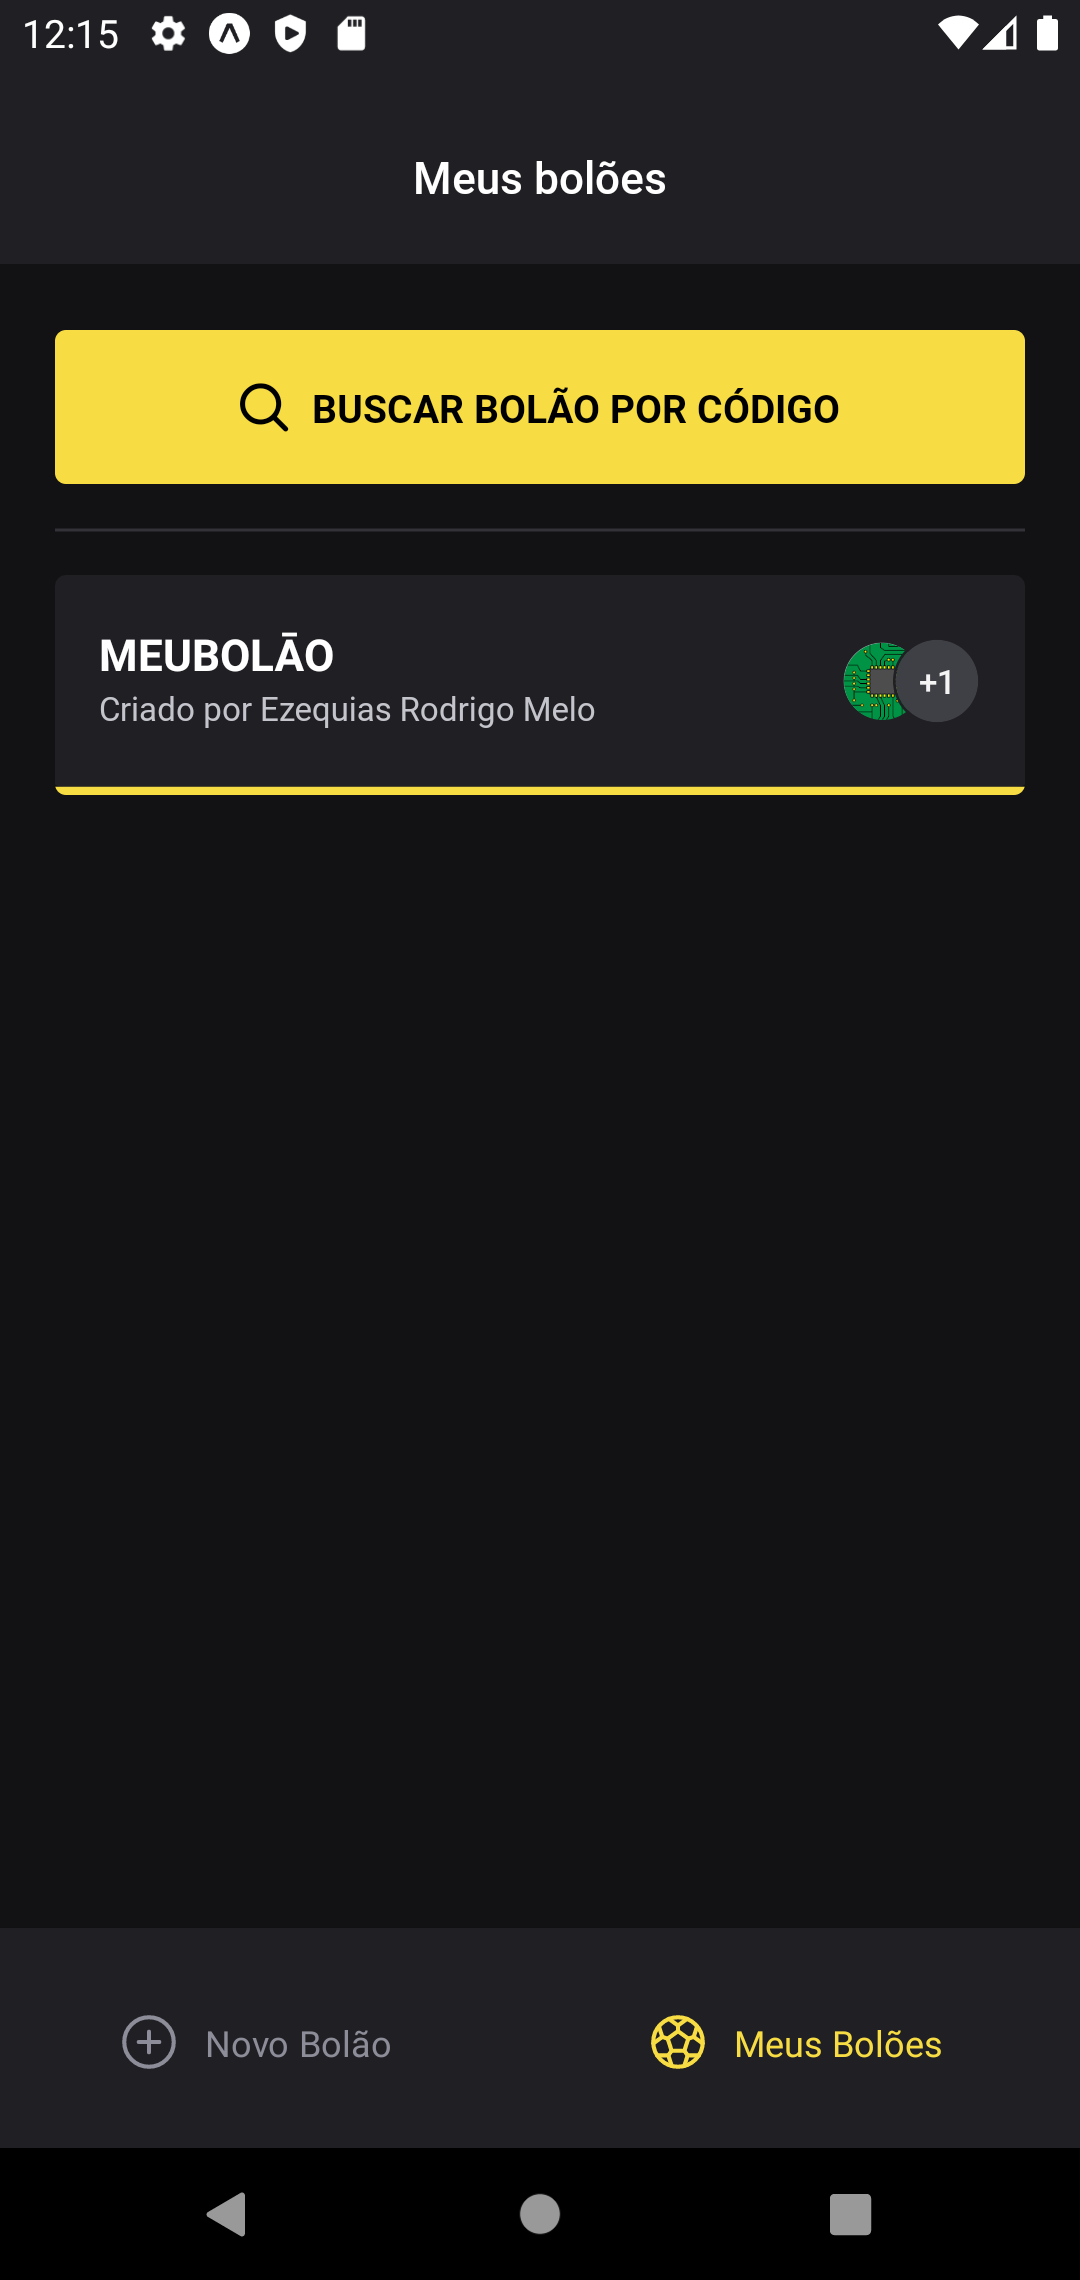 12:15
Meus bolões
BUSCAR BOLÃO POR CÓDIGO
MEUBOLÃO
Criado por Ezequias Rodrigo Melo
+1
Novo Bolão
Meus Bolões